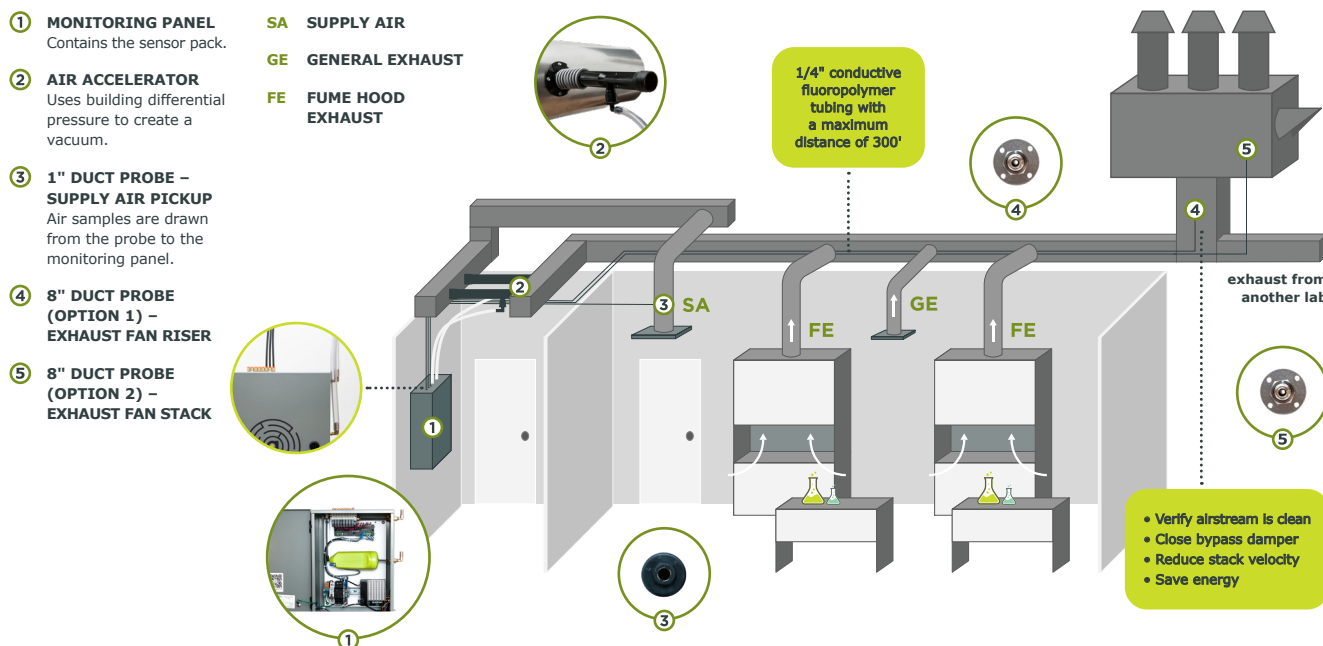 1 MONITORING PANEL
Contains the sensor pack.
2 AIR ACCELERATOR
Uses building differential
pressure to create a
vacuum.
3 1" DUCT PROBE –
SUPPLY AIR PICKUP
Air samples are drawn
from the probe to the
monitoring panel.
4 8" DUCT PROBE
(OPTION 1) –
EXHAUST FAN RISER
5 8" DUCT PROBE
(OPTION 2) –
EXHAUST FAN STACK
SA SUPPLY AIR
GE GENERAL EXHAUST
FE FUME HOOD
EXHAUST
2
1/4" conductive
fluoropolymer
tubing with
a maximum
distance of 300'
4
5
4
exhaust from
another lab
2
3 SA
GE
FE
FE
1
5
1
3
• Verify airstream is clean
• Close bypass damper
• Reduce stack velocity
• Save energy